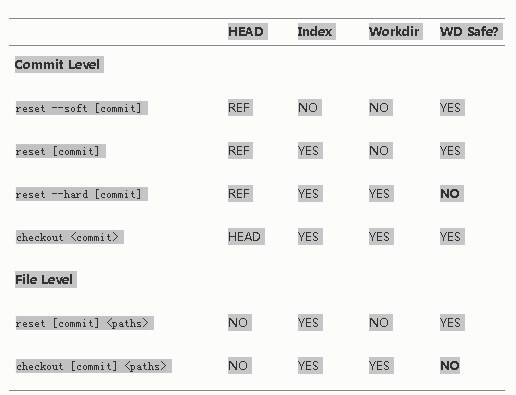 HEAD Index Workdir WD Safe?
Commit Level
reset --soft [commit] REF NO NO YES
reset [commit] REF YES NO YES
reset --hard [commit] REF YES YES NO
checkout <commit> HEAD YES YES YES
File Level
reset [commit] <paths> NO YES NO YES
checkout [commit] <paths> NO YES YES NO